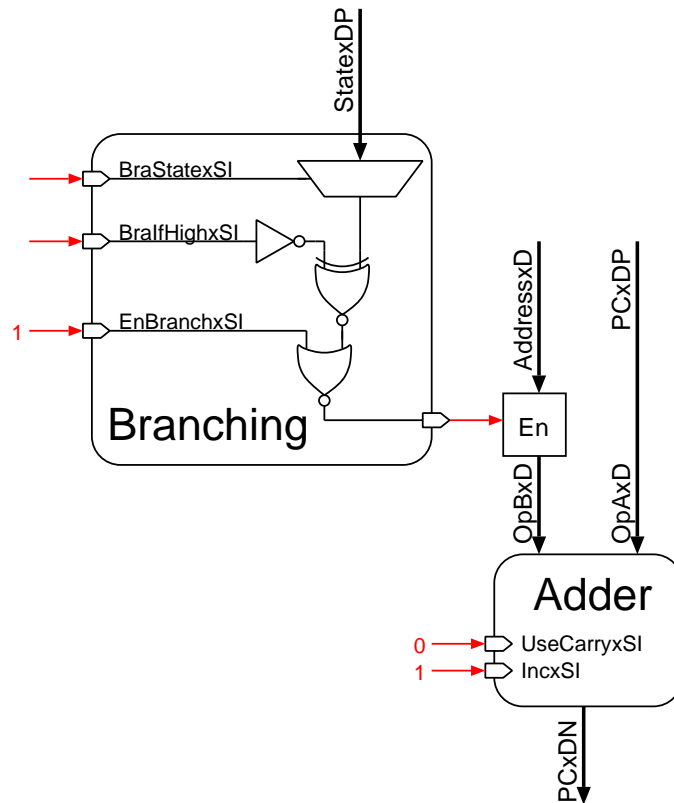 StatexDP
BraStatexSI
BraIfHighxSI
1
EnBranchxSI
Branching
AddressxD
PCxDP
En
OpBxD
OpAxD
Adder
0
UseCarryxSI
1
IncxSI
PCxDN